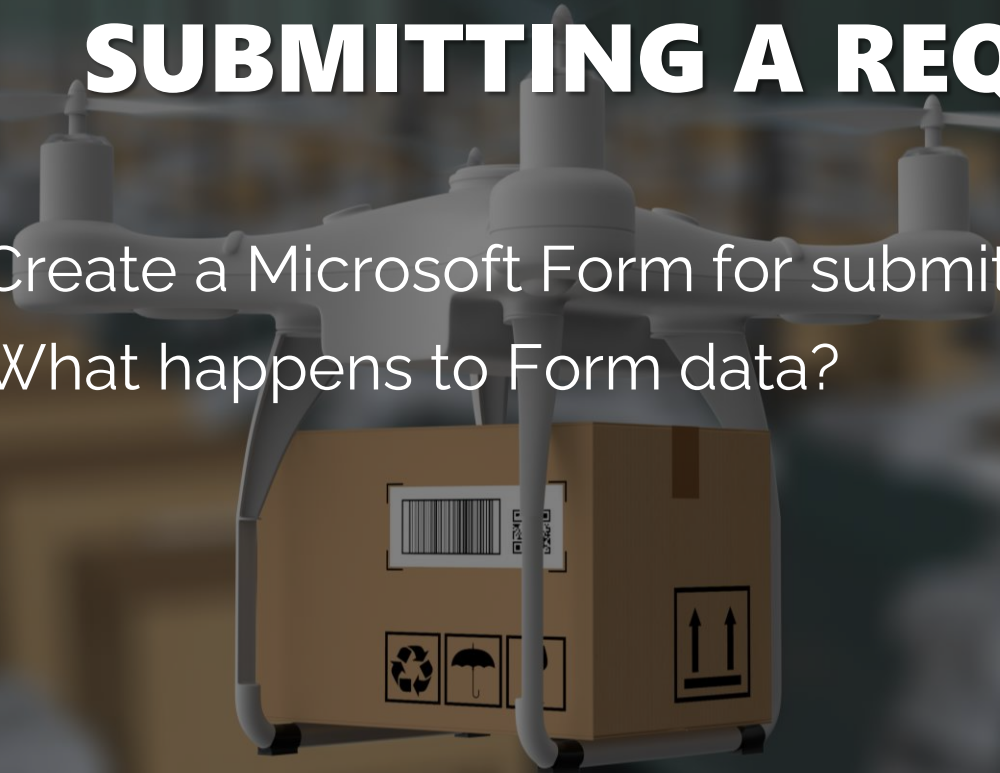 SUBMITTING A REQ
Create a Microsoft Form for submit
What happens to Form data?